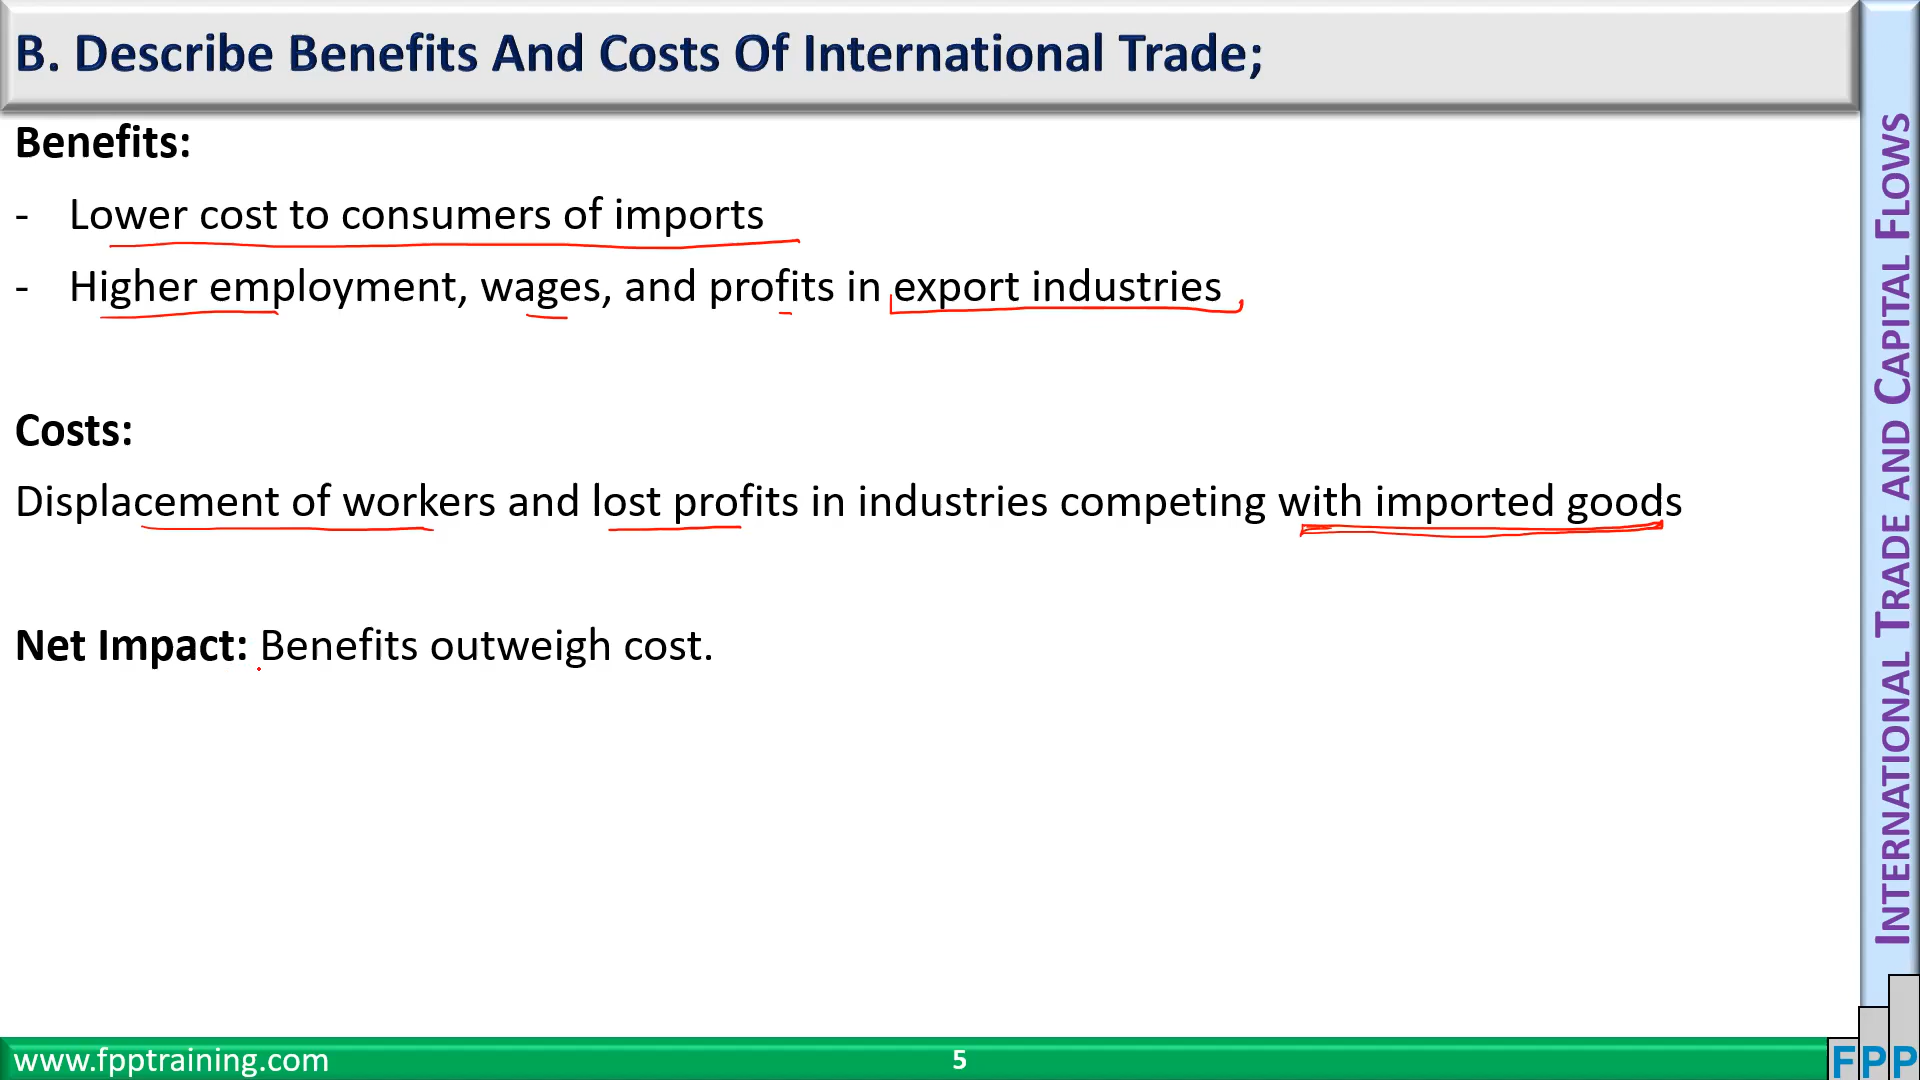 B. Describe Benefits And Costs Of International Trade;
Benefits:
- Lower cost to consumers of imports
- Higher employment, wages, and profits in export industries
Costs:
Displacement of workers and lost profits in industries competing with imported goods
Net Impact: Benefits outweigh cost.
INTERNATIONAL TRADE AND CAPITAL FLOWS
www.fpptraining.com
5
FPP